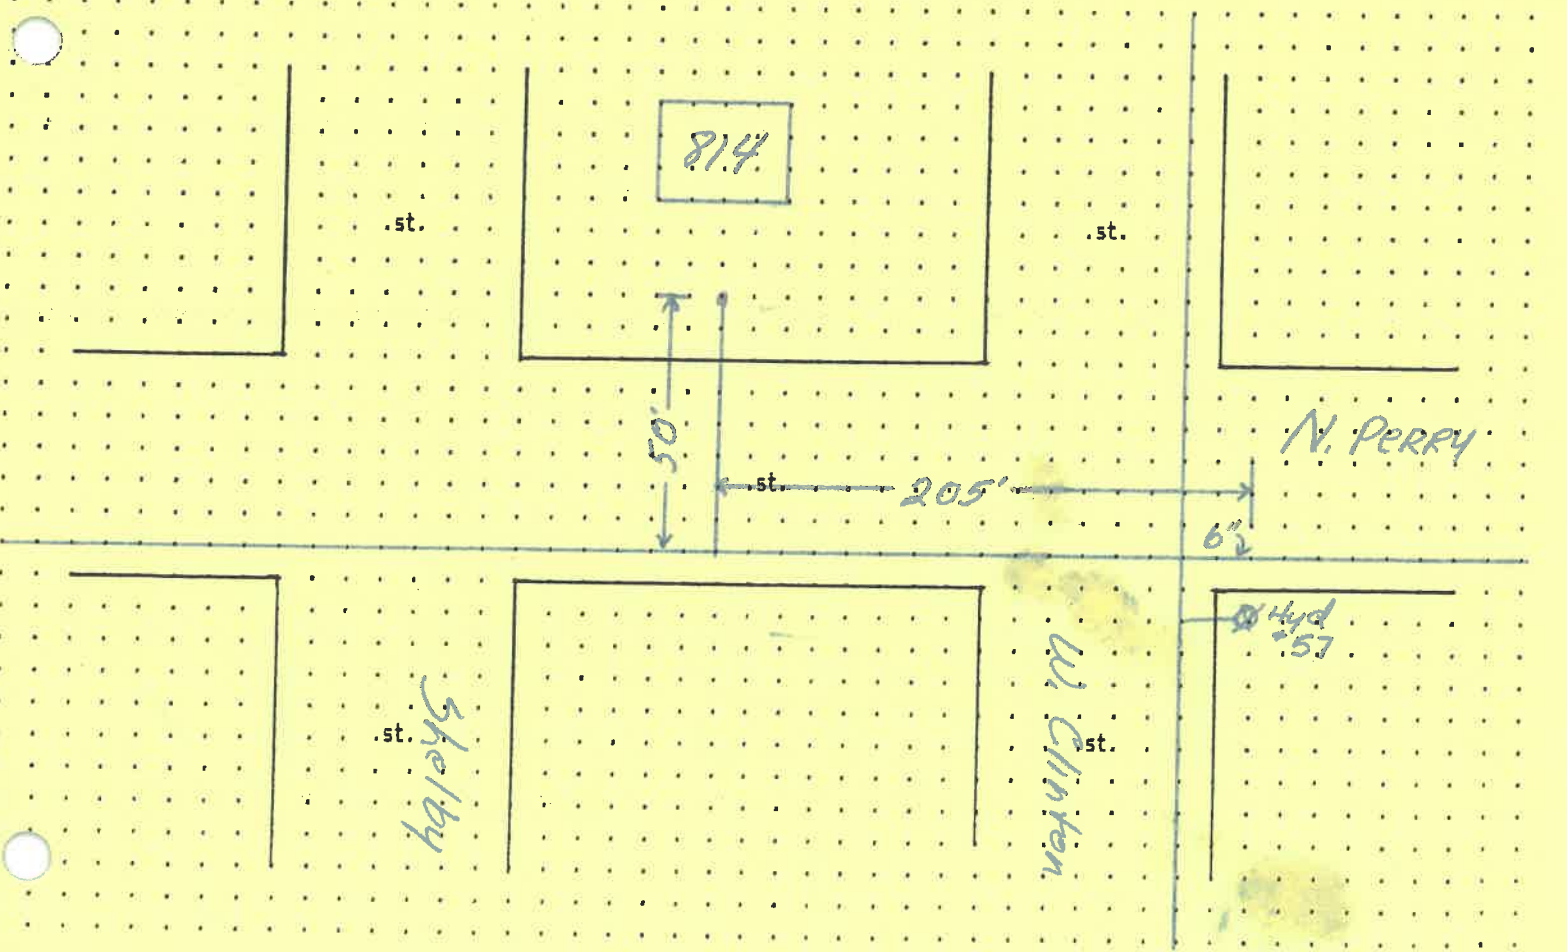 814
st.
st.
N. PERRY
50'
st.
205'
6"
Hyd
#57
W. Clinton
st.
Shelby
st.